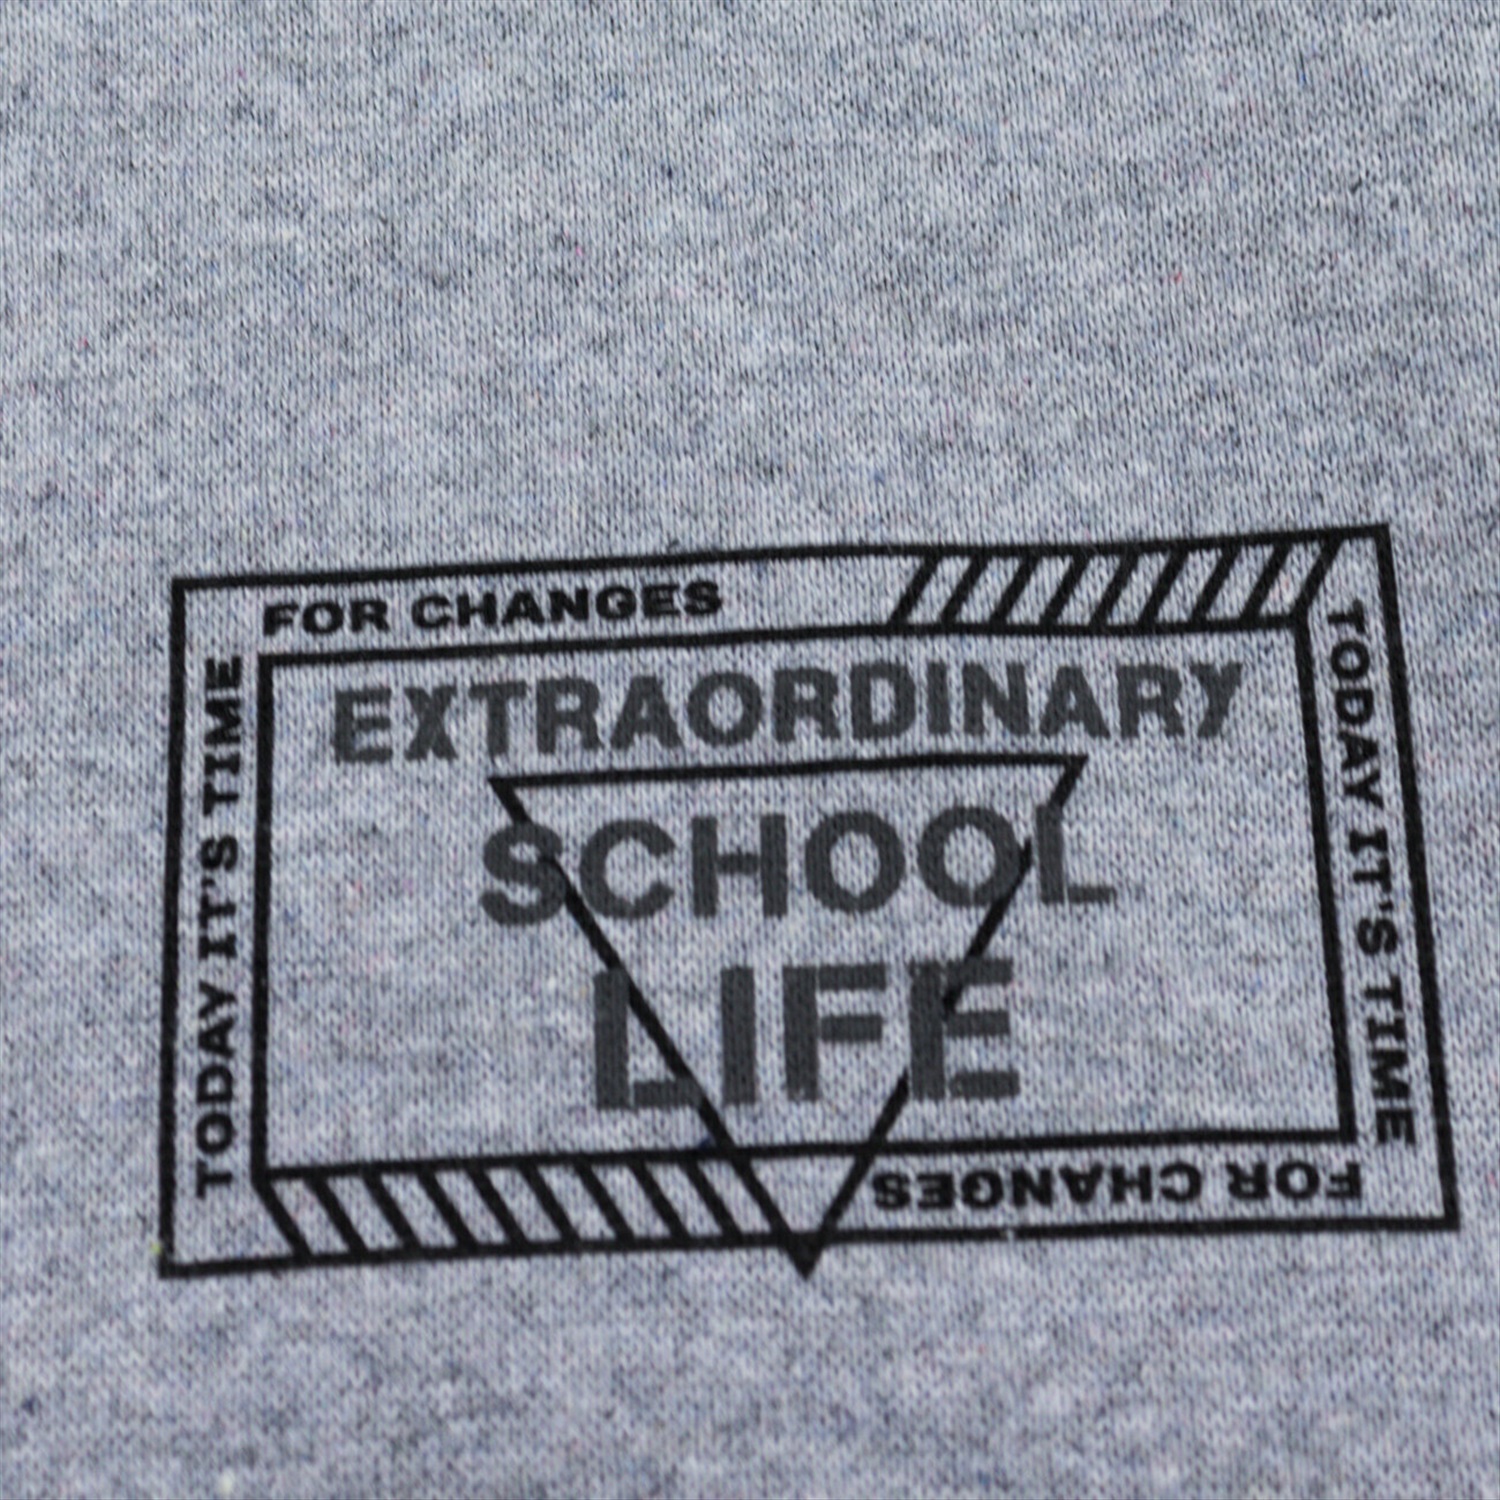 FOR CHANGES
TODAY IT'S TIME
EXTRAORDINARY
SCHOOL
LIFE
TODAY IT'S TIME
FOR CHANGES